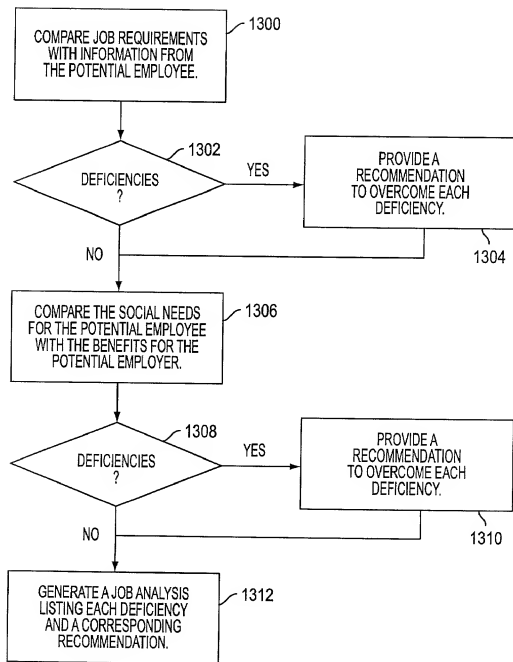 COMPARE JOB REQUIREMENTS
WITH INFORMATION FROM
THE POTENTIAL EMPLOYEE.
1300
1302
DEFICIENCIES
?
YES
PROVIDE A
RECOMMENDATION
TO OVERCOME EACH
DEFICIENCY.
1304
NO
COMPARE THE SOCIAL NEEDS
FOR THE POTENTIAL EMPLOYEE
WITH THE BENEFITS FOR THE
POTENTIAL EMPLOYER.
1306
1308
DEFICIENCIES
?
YES
PROVIDE A
RECOMMENDATION
TO OVERCOME EACH
DEFICIENCY.
1310
NO
GENERATE A JOB ANALYSIS
LISTING EACH DEFICIENCY
AND A CORRESPONDING
RECOMMENDATION.
1312